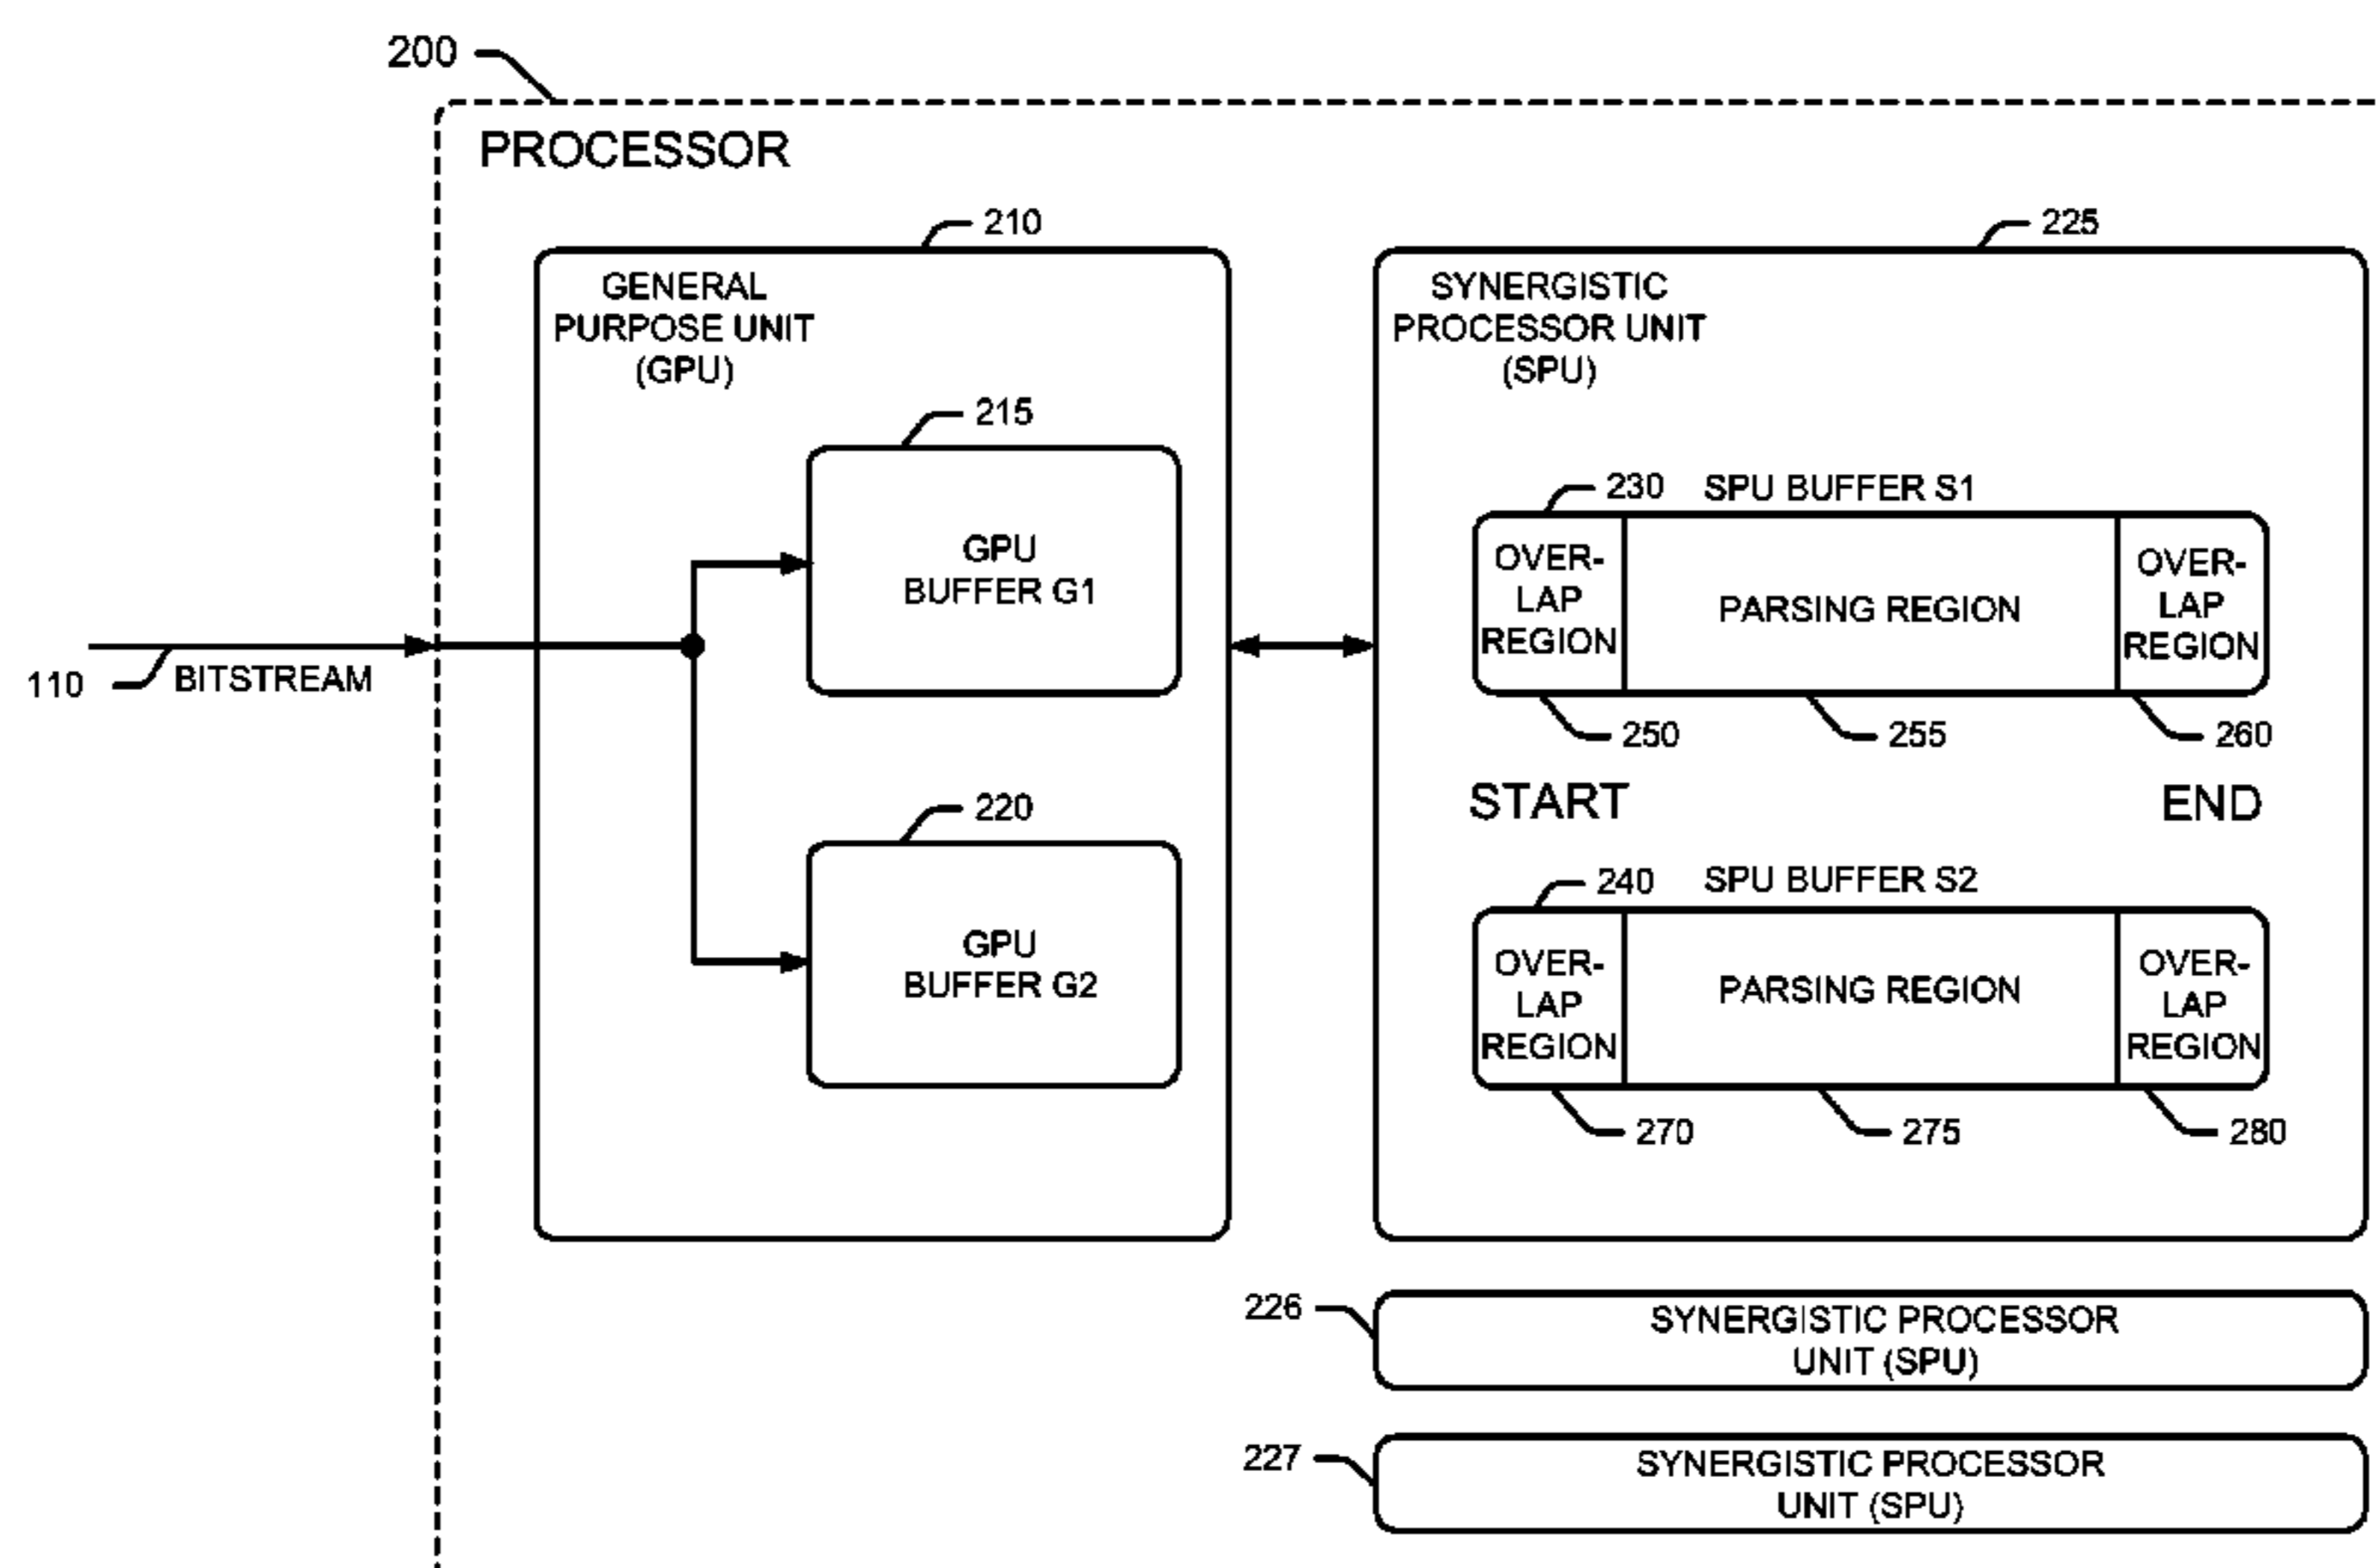 200
PROCESSOR
210
GENERAL
PURPOSE UNIT
(GPU)
215
GPU
BUFFER G1
110
BITSTREAM
220
GPU
BUFFER G2
225
SYNERGISTIC
PROCESSOR UNIT
(SPU)
230
SPU BUFFER S1
OVER-
LAP
REGION
PARSING REGION
OVER-
LAP
REGION
250
255
260
START
END
240
SPU BUFFER S2
OVER-
LAP
REGION
PARSING REGION
OVER-
LAP
REGION
270
275
280
226
SYNERGISTIC PROCESSOR
UNIT (SPU)
227
SYNERGISTIC PROCESSOR
UNIT (SPU)